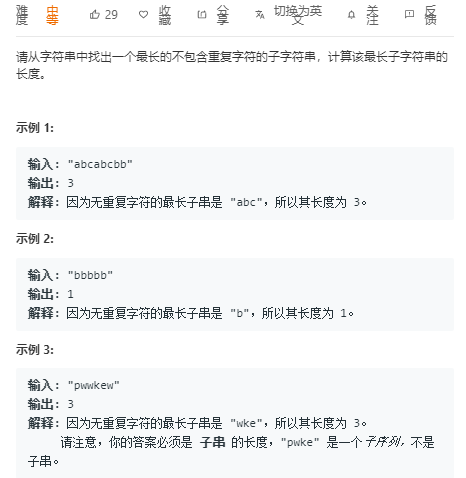 难度 中等 29 收藏 分享 切换为英文 关注 反馈
请从字符串中找出一个最长的不包含重复字符的子字符串，计算该最长子字符串的
长度。
示例 1:
输入: "abcabcbb"
输出: 3
解释: 因为无重复字符的最长子串是 "abc"，所以其长度为 3。
示例 2:
输入: "bbbbb"
输出: 1
解释: 因为无重复字符的最长子串是 "b"，所以其长度为 1。
示例 3:
输入: "pwwkew"
输出: 3
解释: 因为无重复字符的最长子串是 "wke"，所以其长度为 3。
请注意，你的答案必须是 子串 的长度，"pwke" 是一个子序列，不是
子串。